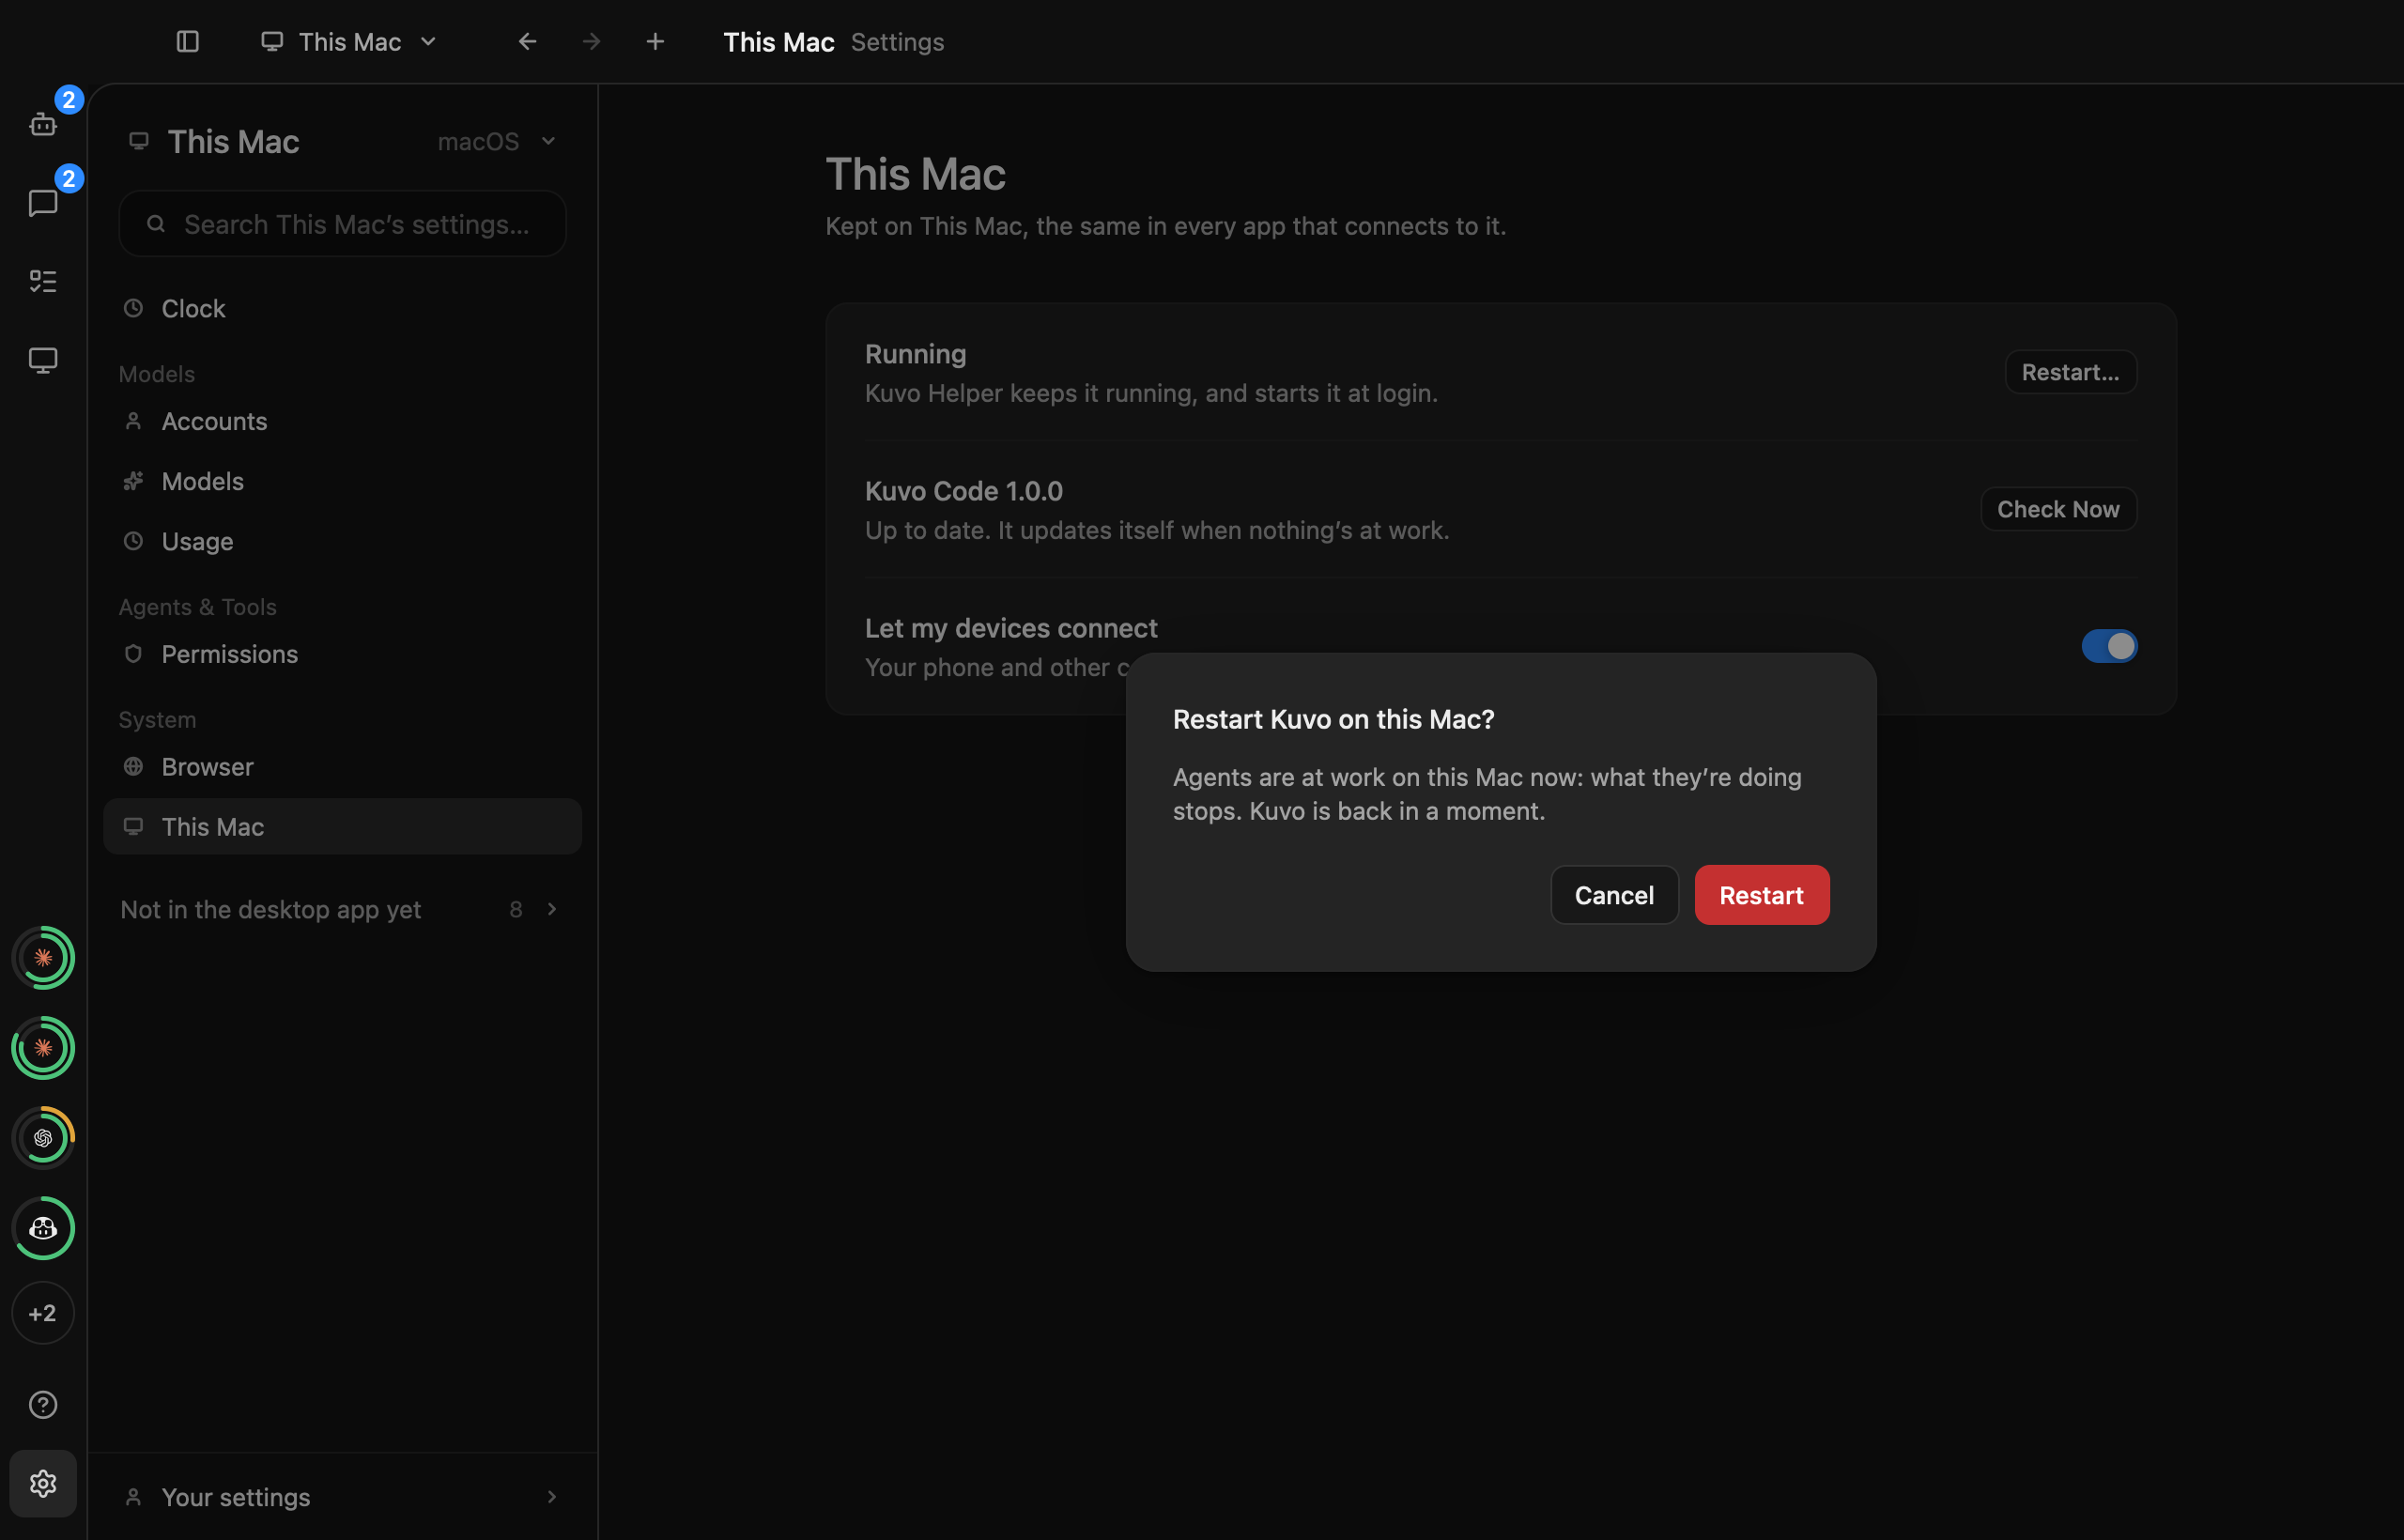 This Mac
This Mac Settings
2
2
This Mac macOS
Search This Mac’s settings...
Clock
Models
Accounts
Models
Usage
Agents & Tools
Permissions
System
Browser
This Mac
Not in the desktop app yet 8
+2
Your settings
This Mac
Kept on This Mac, the same in every app that connects to it.
Running
Kuvo Helper keeps it running, and starts it at login.
Restart...
Kuvo Code 1.0.0
Up to date. It updates itself when nothing’s at work.
Check Now
Let my devices connect
Your phone and other
Restart Kuvo on this Mac?
Agents are at work on this Mac now: what they’re doing
stops. Kuvo is back in a moment.
Cancel
Restart